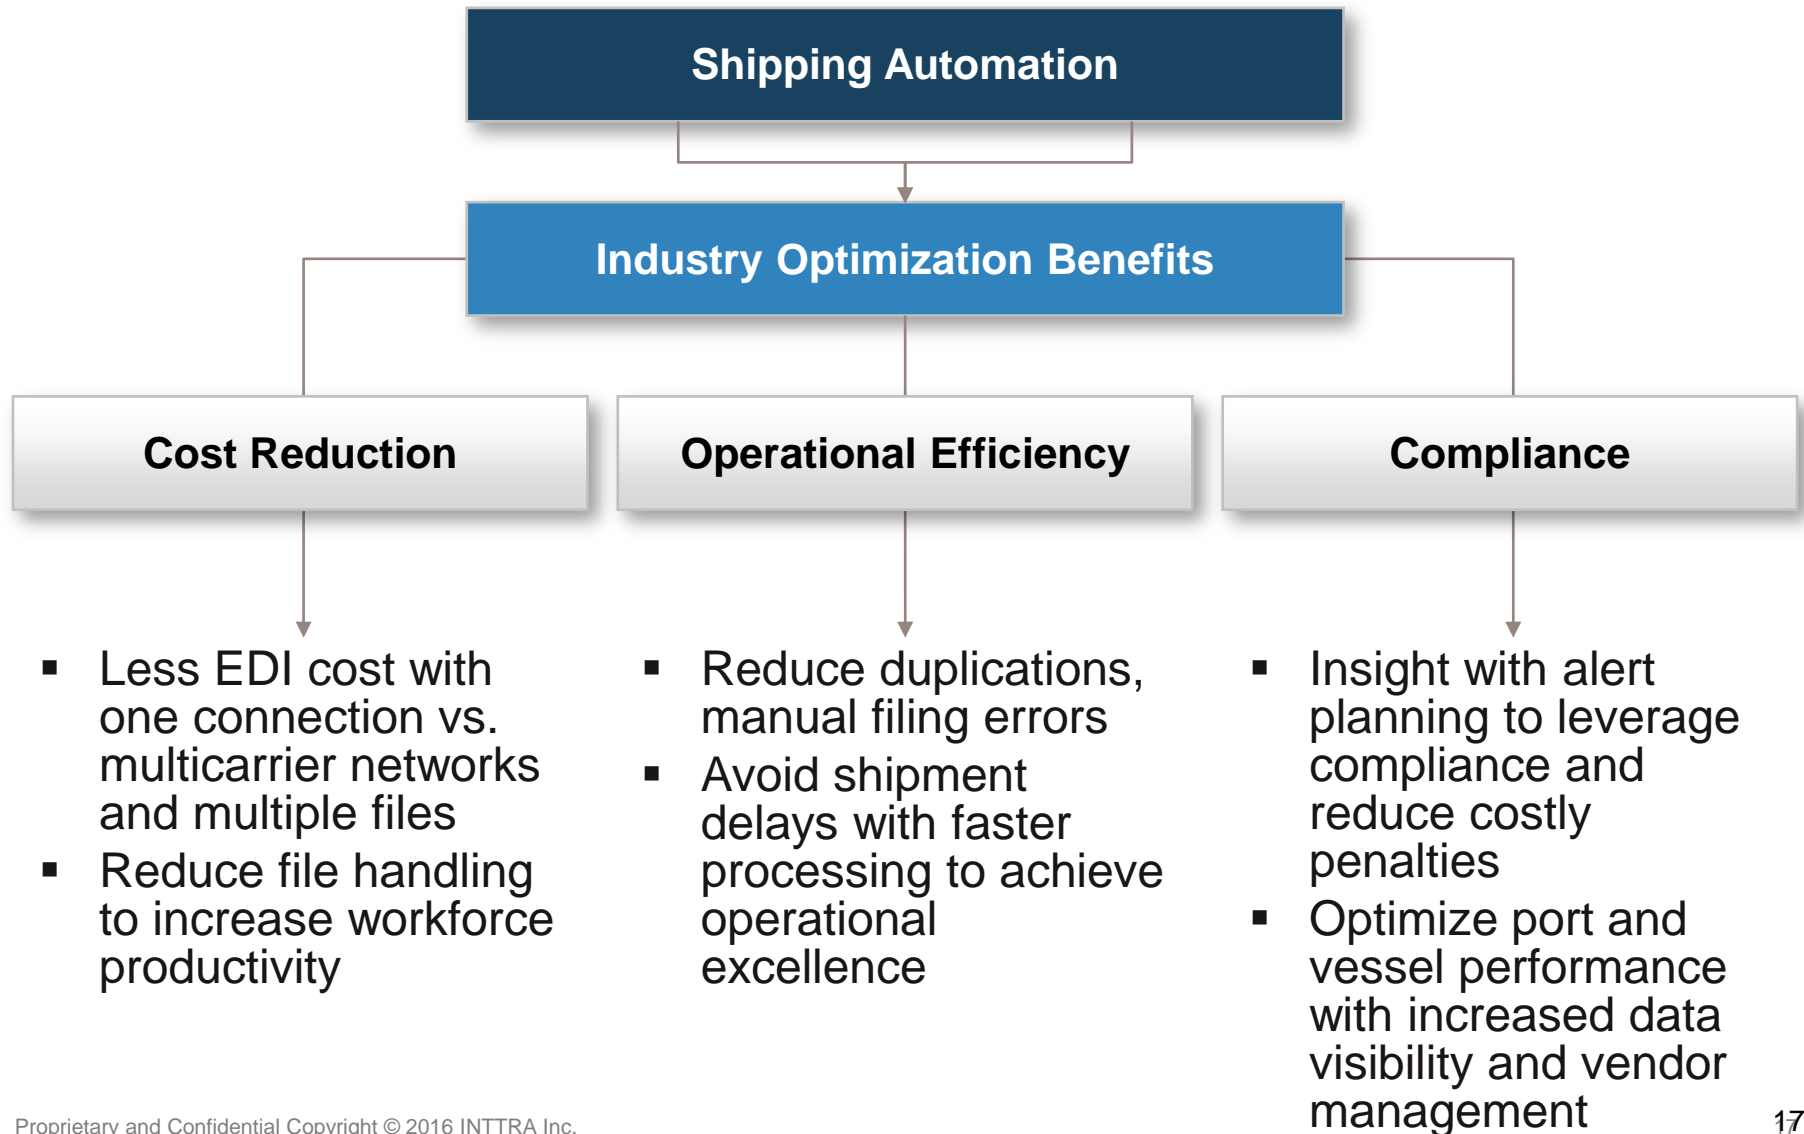 Shipping Automation
Industry Optimization Benefits
Cost Reduction
Operational Efficiency
Compliance
▪ Less EDI cost with
one connection vs.
multicarrier networks
and multiple files
▪ Reduce file handling
to increase workforce
productivity
▪ Reduce duplications,
manual filing errors
▪ Avoid shipment
delays with faster
processing to achieve
operational
excellence
▪ Insight with alert
planning to leverage
compliance and
reduce costly
penalties
▪ Optimize port and
vessel performance
with increased data
visibility and vendor
management
Proprietary and Confidential Copyright © 2016 INTTRA Inc.
17